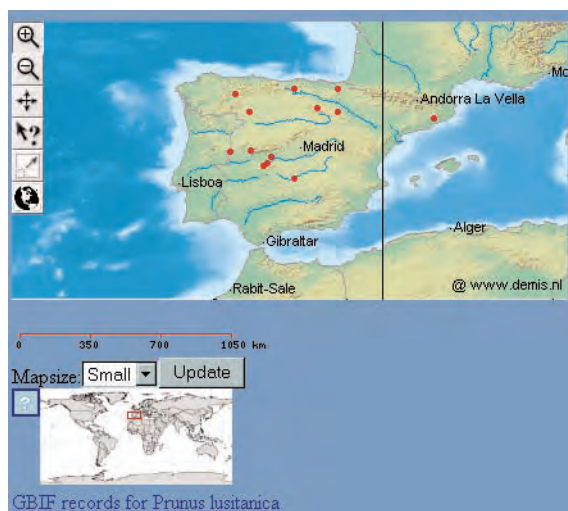 Andorra La Vella
Mo
Madrid
Lisboa
Gibraltar
Alger
Rabit-Sale
@ www.demis.nl
0 350 700 1050 km
Mapsize: Small Update
?
GBIF records for Prunus lusitanica